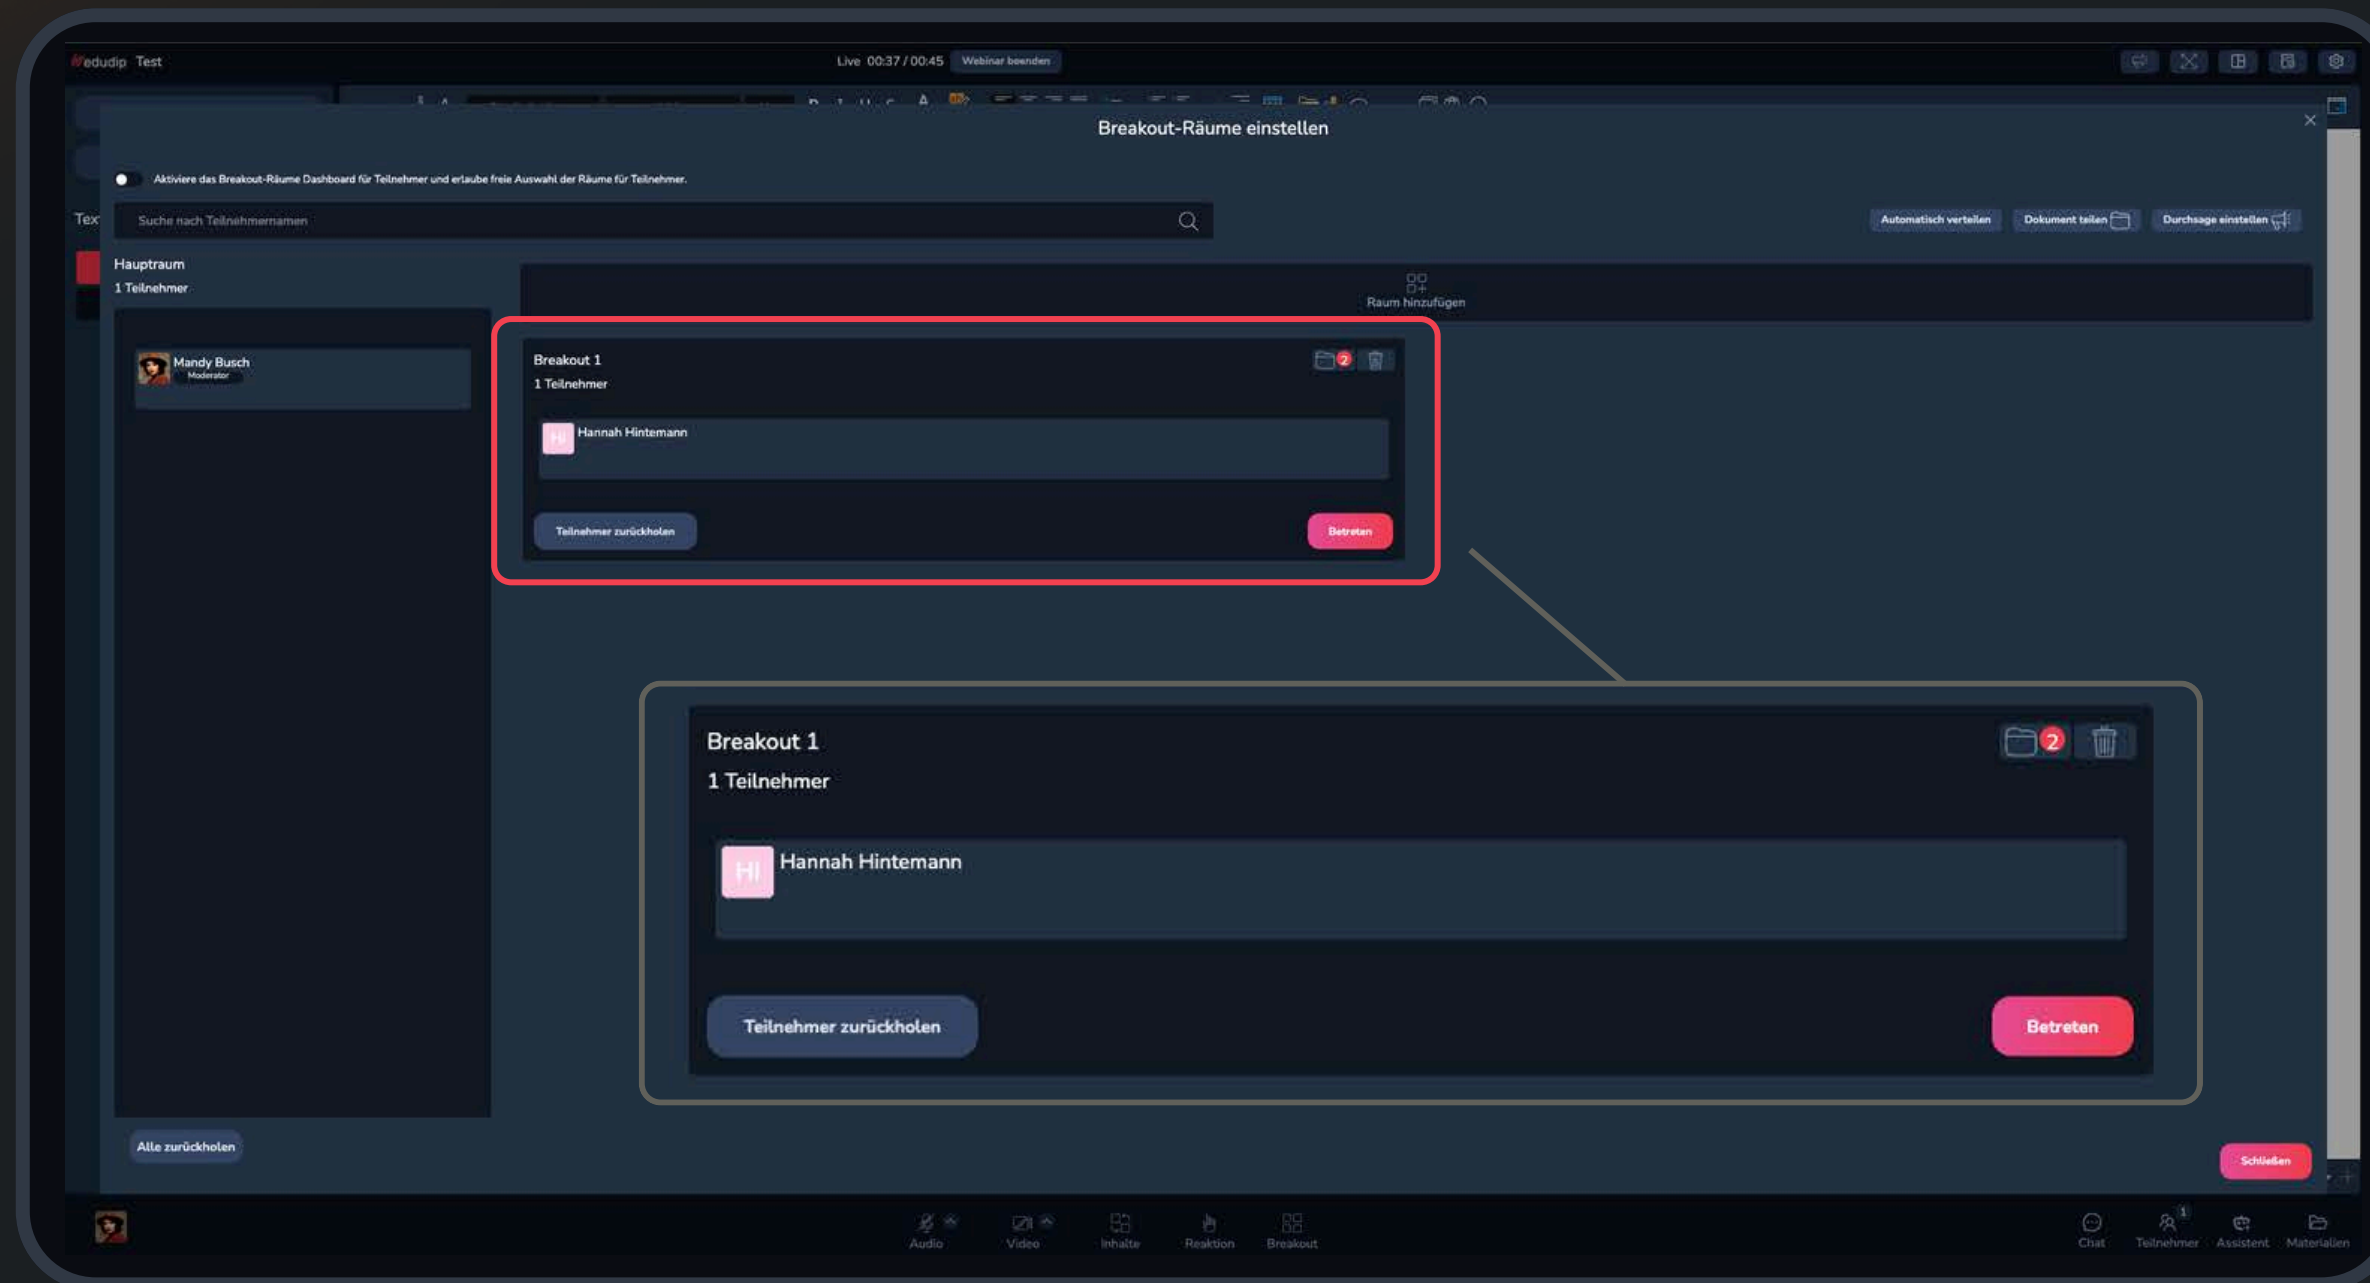 edudip Test
Live 00:37 / 00:45 Webinar beenden
Breakout-Räume einstellen
Aktiviere das Breakout-Räume Dashboard für Teilnehmer und erlaube freie Auswahl der Räume für Teilnehmer.
Tex
Suche nach Teilnehmernamen
Automatisch verteilen
Dokument teilen
Durchsage einstellen
Hauptraum
1 Teilnehmer
Raum hinzufügen
Mandy Busch
Moderator
Breakout 1
2
1 Teilnehmer
HI
Hannah Hintemann
Teilnehmer zurückholen
Betreten
Breakout 1
2
1 Teilnehmer
HI
Hannah Hintemann
Teilnehmer zurückholen
Betreten
Alle zurückholen
Schließen
Audio
Video
Inhalte
Reaktion
Breakout
Chat
1
Teilnehmer
Assistent
Materialien